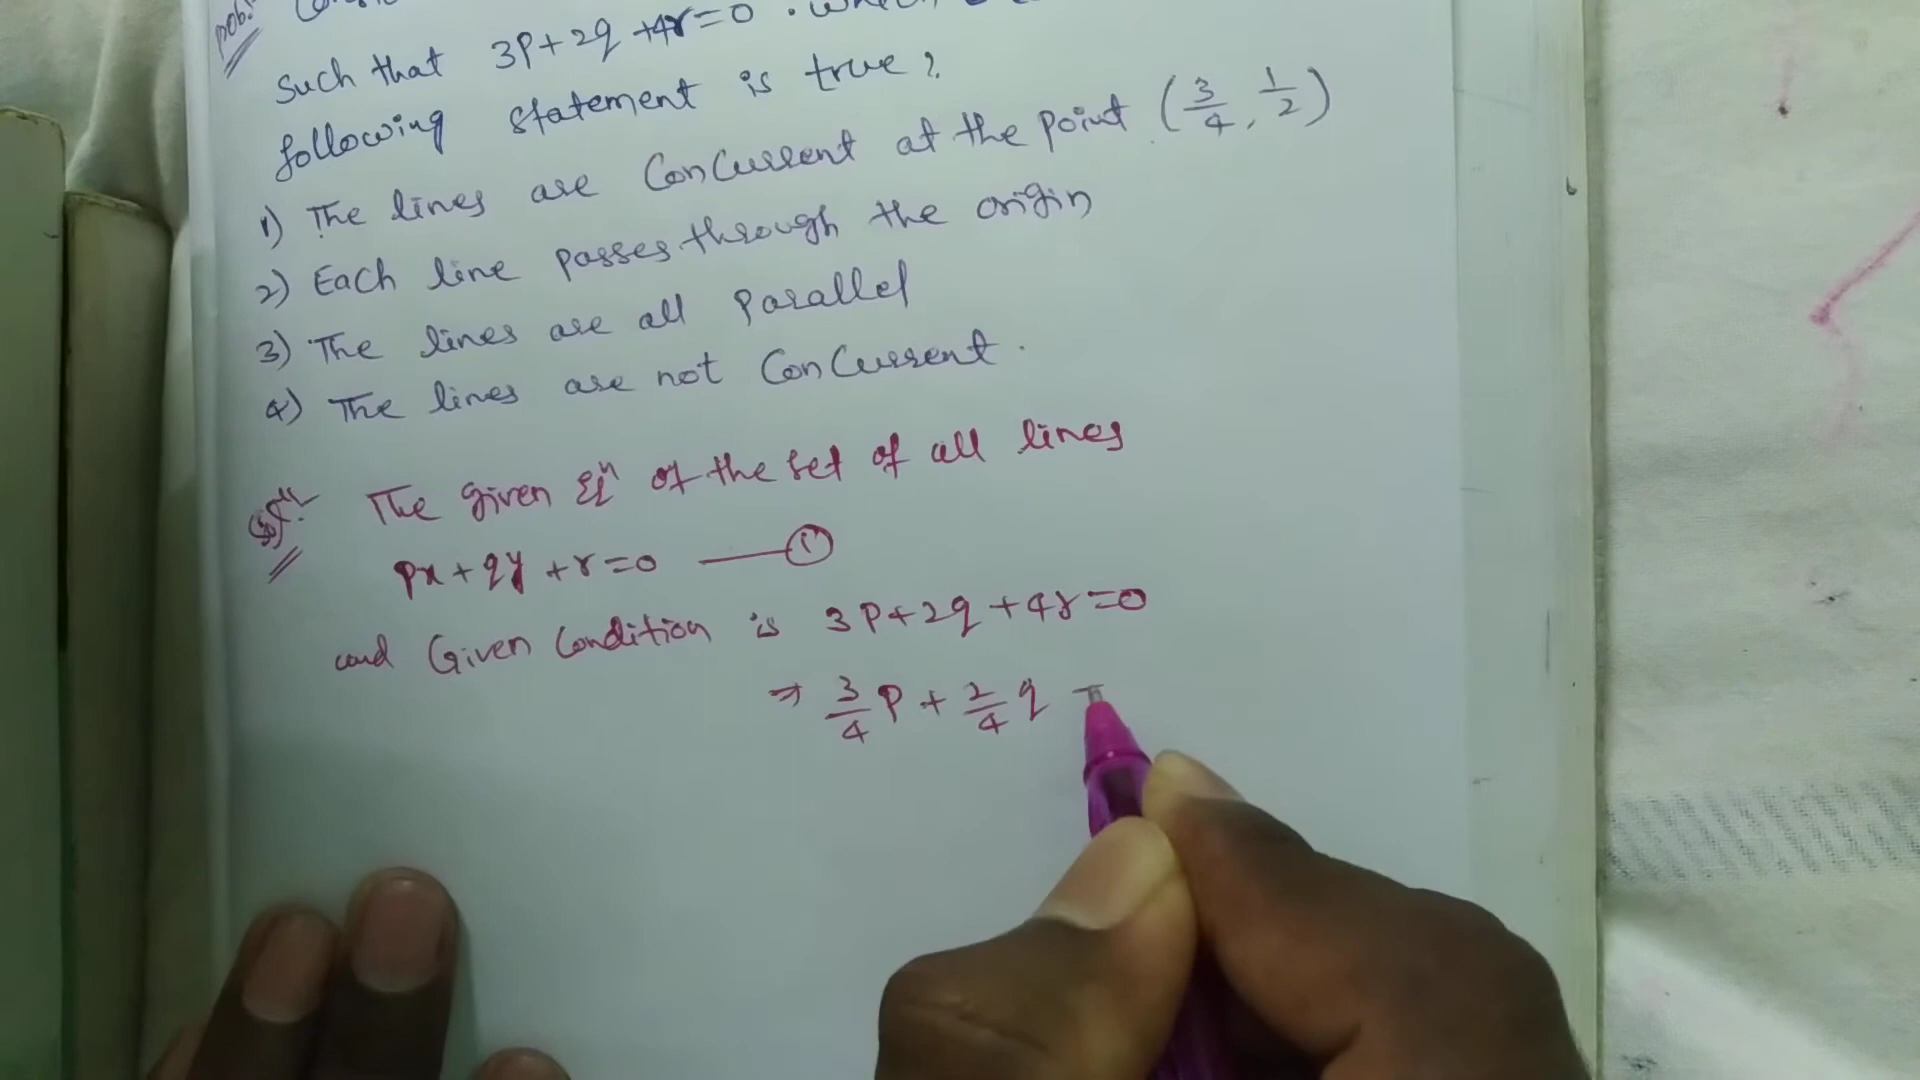 prob:
such that 3p+2q+4r=0.
following statement is true?
1) The lines are Concurrent at the point (3/4, 1/2)
2) Each line passes through the origin
3) The lines are all parallel
4) The lines are not Concurrent.
Sol:- The given Eqⁿ of the set of all lines
px+qy+r=0 —— ①
and Given Condition is 3p+2q+4r=0
⇒ 3/4 p + 2/4 q